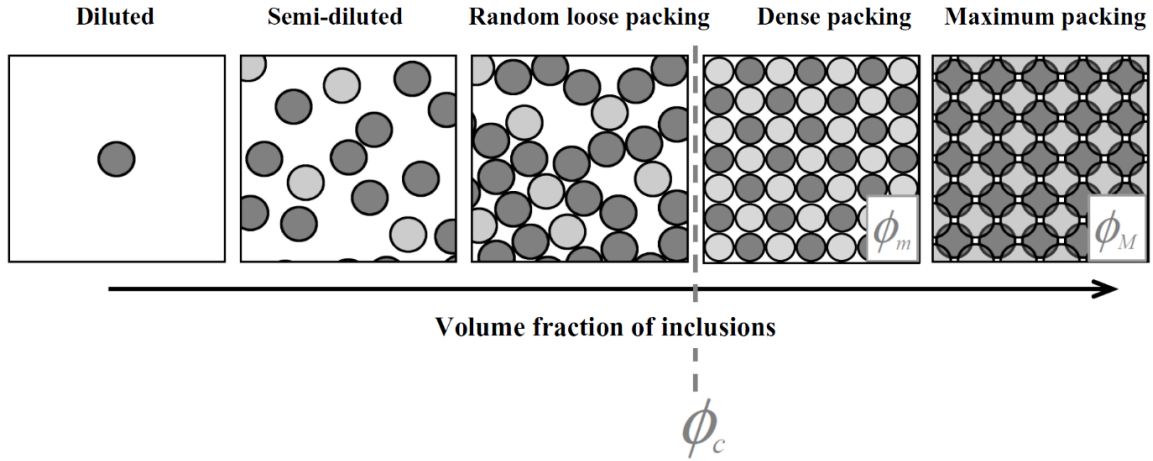 Diluted Semi-diluted Random loose packing Dense packing Maximum packing
ϕm ϕM
Volume fraction of inclusions
ϕc